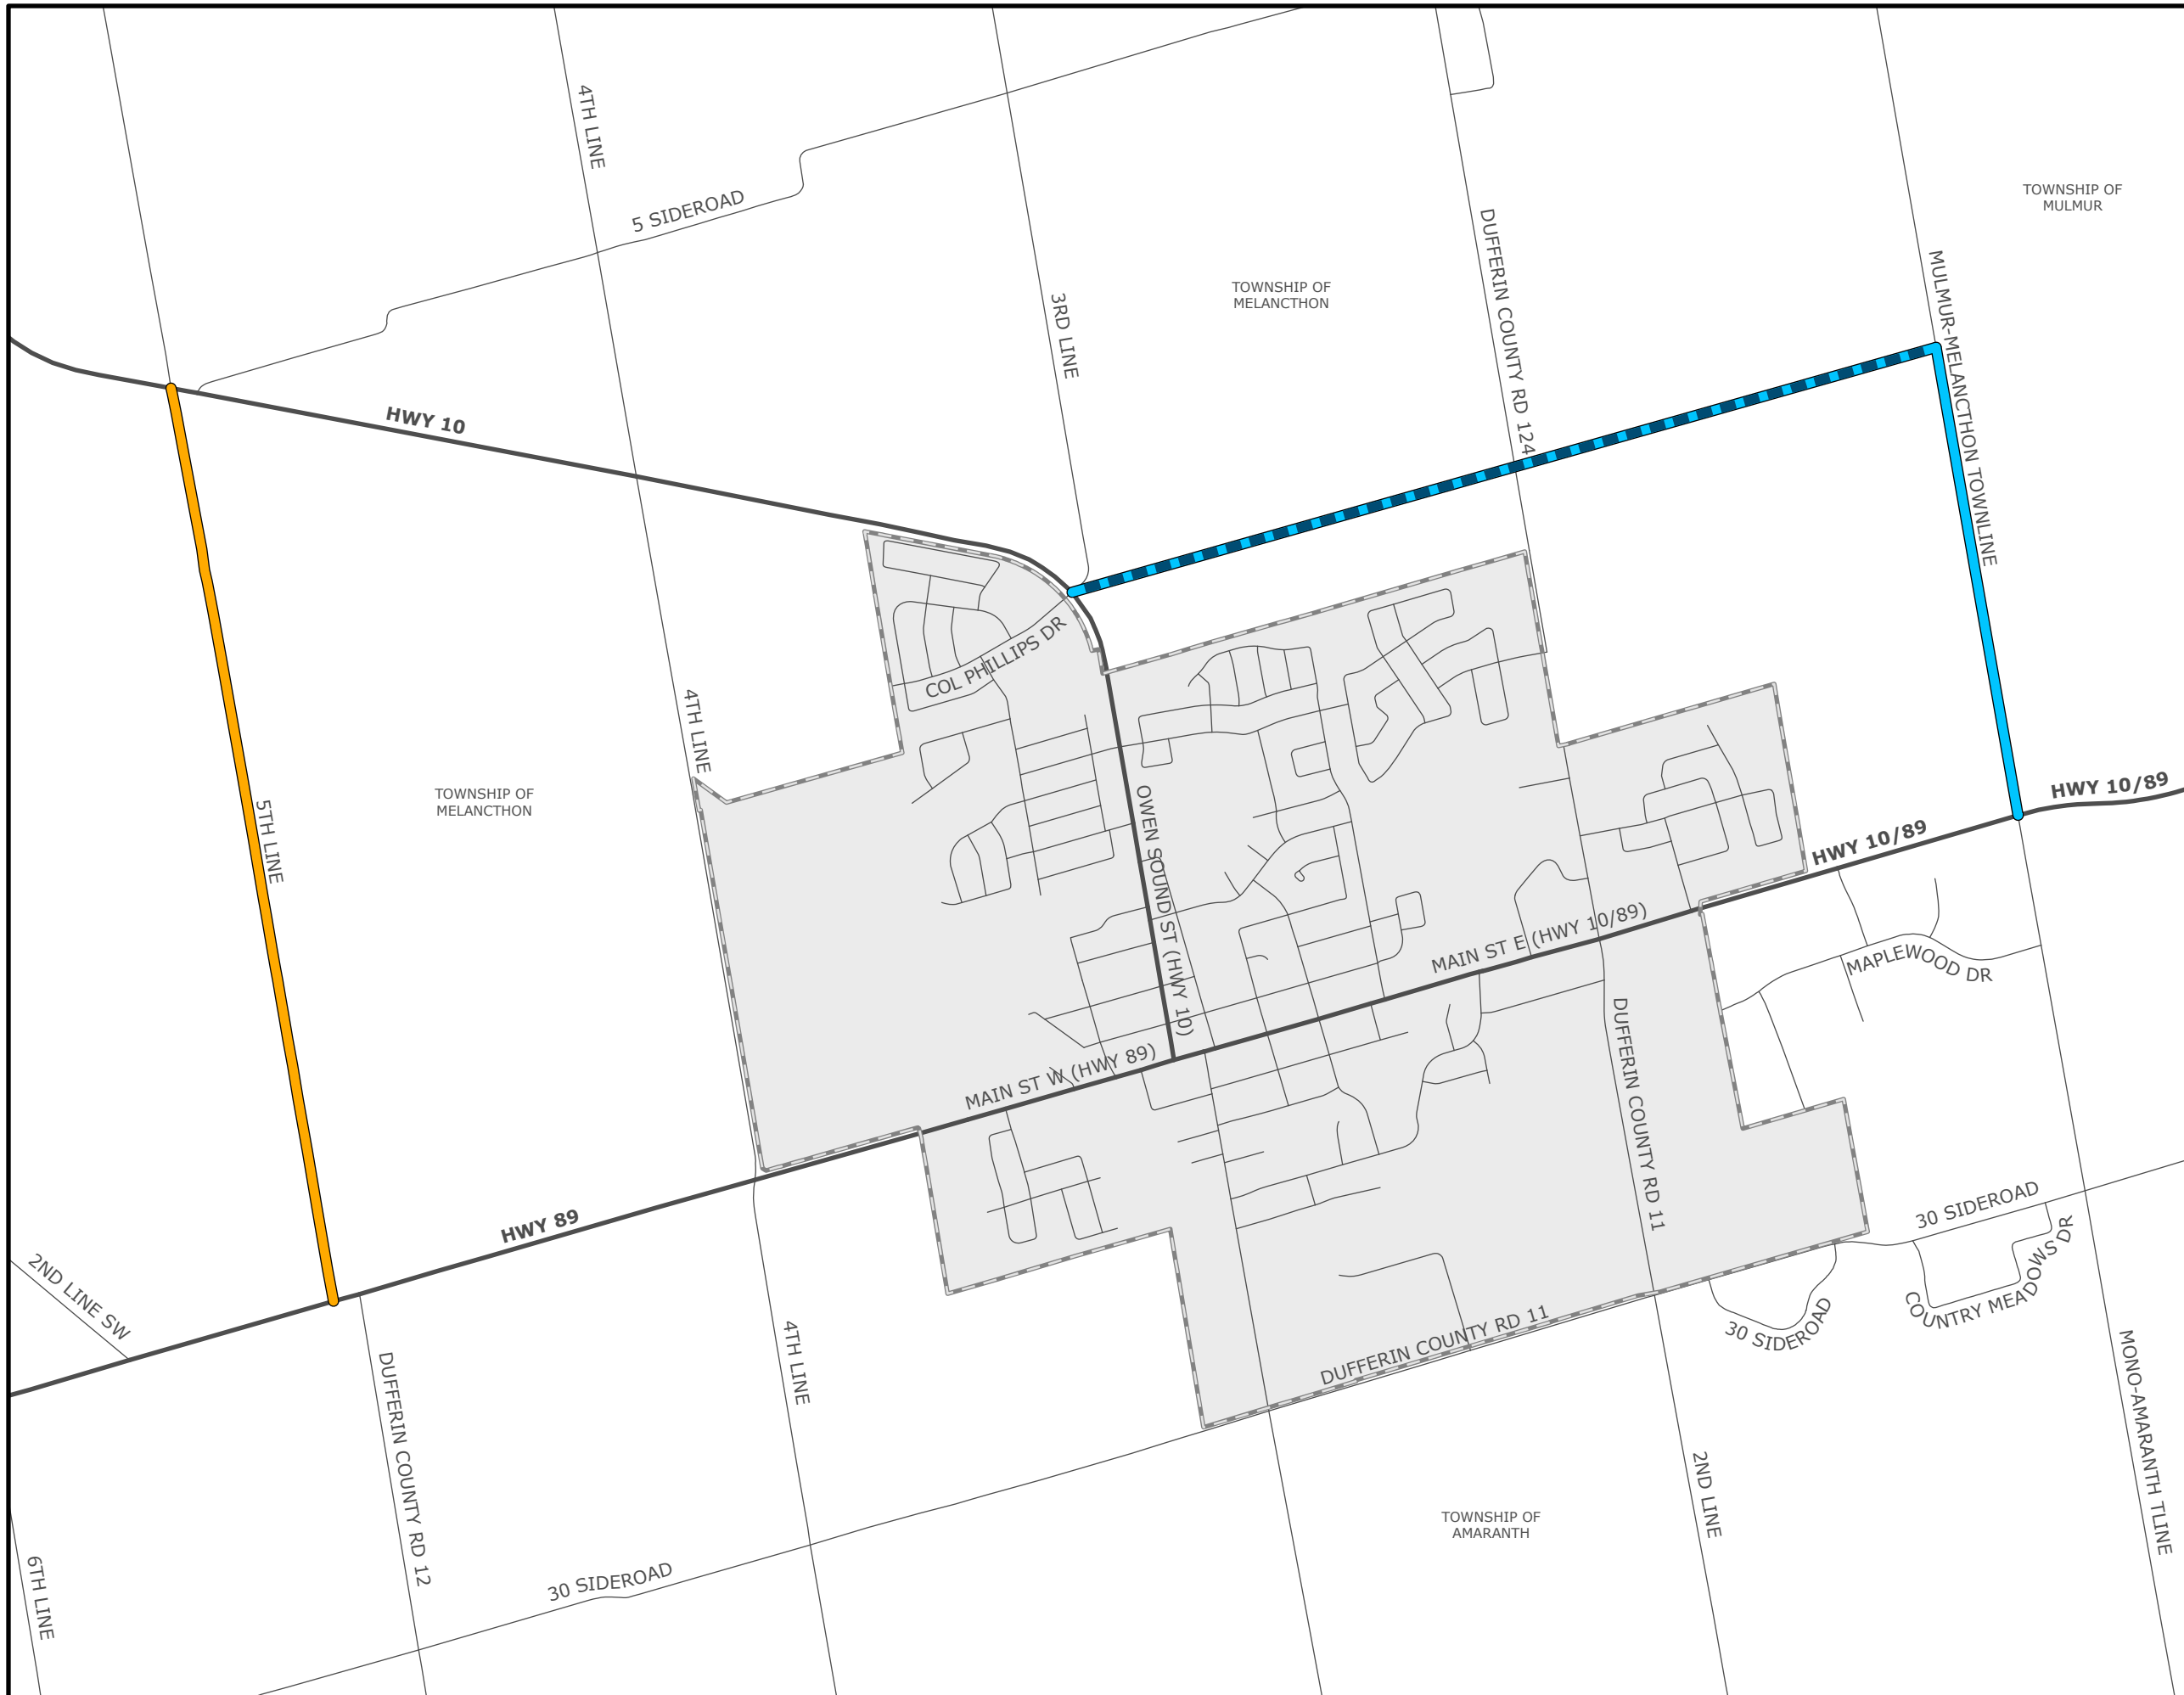 4TH LINE
5 SIDEROAD
TOWNSHIP OF
MULMUR
DUFFERIN COUNTY RD 124
MULMUR-MELANCTHON TOWNLINE
TOWNSHIP OF
MELANCTHON
3RD LINE
HWY 10
COL PHILLIPS DR
4TH LINE
TOWNSHIP OF
MELANCTHON
5TH LINE
OWEN SOUND ST (HWY 10)
HWY 10/89
HWY 10/89
MAIN ST E (HWY 10/89)
MAPLEWOOD DR
MAIN ST W (HWY 89)
DUFFERIN COUNTY RD 11
HWY 89
30 SIDEROAD
2ND LINE SW
COUNTRY MEADOWS DR
30 SIDEROAD
DUFFERIN COUNTY RD 11
4TH LINE
DUFFERIN COUNTY RD 12
MONO-AMARANTH TLINE
2ND LINE
TOWNSHIP OF
AMARANTH
6TH LINE
30 SIDEROAD